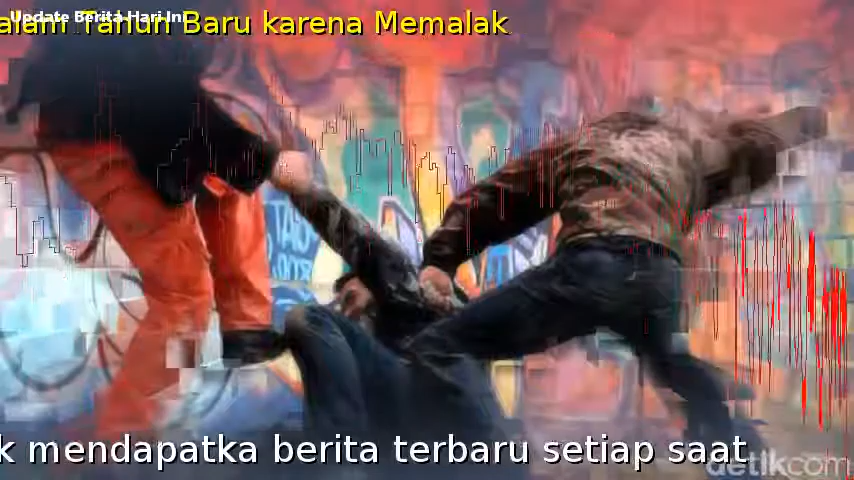 Update Berita Hari Ini
alam Tahun Baru karena Memalak
k mendapatka berita terbaru setiap saat
detikcom